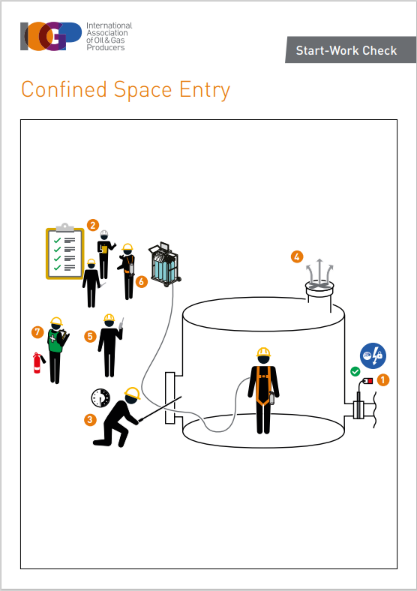 IOGP
International
Association
of Oil & Gas
Producers
Start-Work Check
Confined Space Entry
2
4
6
7
5
1
3